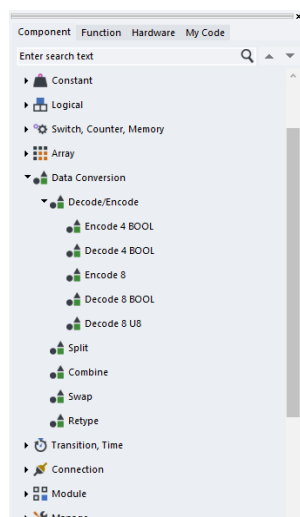 Component Function Hardware My Code
Enter search text
Constant
Logical
Switch, Counter, Memory
Array
Data Conversion
Decode/Encode
Encode 4 BOOL
Decode 4 BOOL
Encode 8
Decode 8 BOOL
Decode 8 U8
Split
Combine
Swap
Retype
Transition, Time
Connection
Module